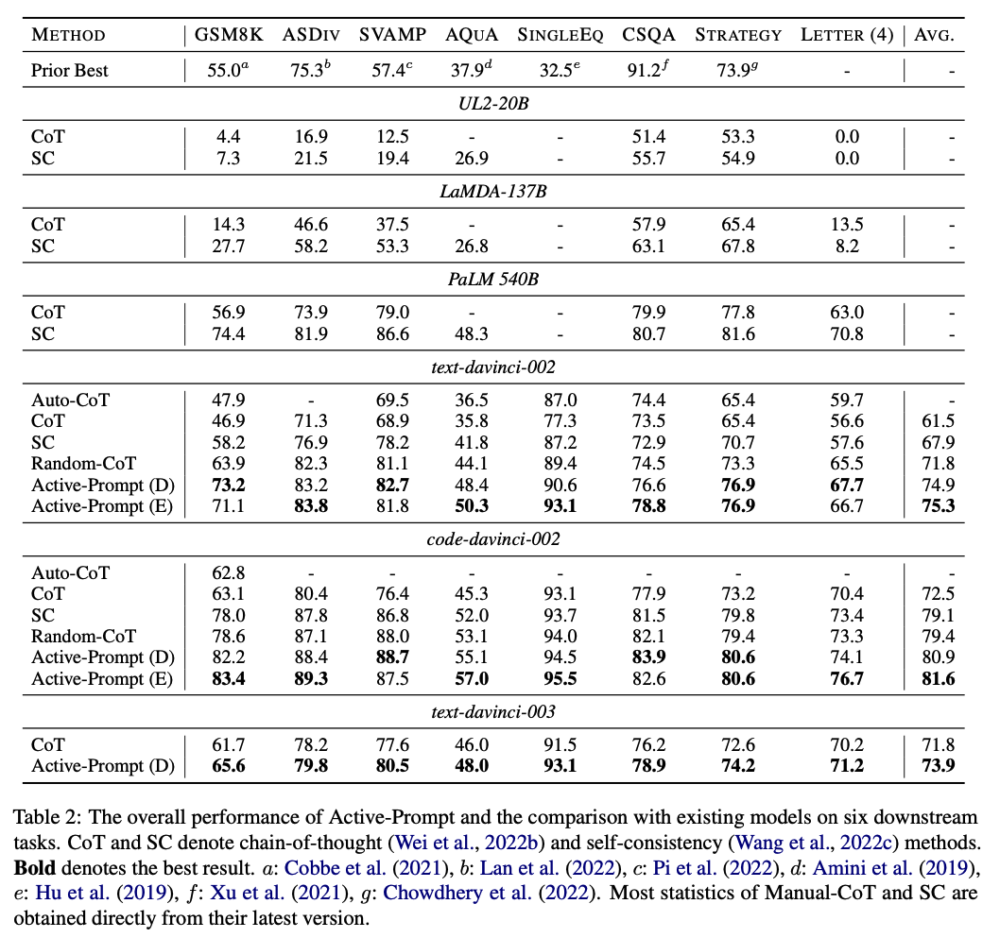 METHOD GSM8K ASDIV SVAMP AQUA SINGLEEQ CSQA STRATEGY LETTER (4) AVG.
Prior Best 55.0a 75.3b 57.4c 37.9d 32.5e 91.2f 73.9g - -
UL2-20B
CoT 4.4 16.9 12.5 - - 51.4 53.3 0.0 -
SC 7.3 21.5 19.4 26.9 - 55.7 54.9 0.0 -
LaMDA-137B
CoT 14.3 46.6 37.5 - - 57.9 65.4 13.5 -
SC 27.7 58.2 53.3 26.8 - 63.1 67.8 8.2 -
PaLM 540B
CoT 56.9 73.9 79.0 - - 79.9 77.8 63.0 -
SC 74.4 81.9 86.6 48.3 - 80.7 81.6 70.8 -
text-davinci-002
Auto-CoT 47.9 - 69.5 36.5 87.0 74.4 65.4 59.7 -
CoT 46.9 71.3 68.9 35.8 77.3 73.5 65.4 56.6 61.5
SC 58.2 76.9 78.2 41.8 87.2 72.9 70.7 57.6 67.9
Random-CoT 63.9 82.3 81.1 44.1 89.4 74.5 73.3 65.5 71.8
Active-Prompt (D) 73.2 83.2 82.7 48.4 90.6 76.6 76.9 67.7 74.9
Active-Prompt (E) 71.1 83.8 81.8 50.3 93.1 78.8 76.9 66.7 75.3
code-davinci-002
Auto-CoT 62.8 - - - - - - - -
CoT 63.1 80.4 76.4 45.3 93.1 77.9 73.2 70.4 72.5
SC 78.0 87.8 86.8 52.0 93.7 81.5 79.8 73.4 79.1
Random-CoT 78.6 87.1 88.0 53.1 94.0 82.1 79.4 73.3 79.4
Active-Prompt (D) 82.2 88.4 88.7 55.1 94.5 83.9 80.6 74.1 80.9
Active-Prompt (E) 83.4 89.3 87.5 57.0 95.5 82.6 80.6 76.7 81.6
text-davinci-003
CoT 61.7 78.2 77.6 46.0 91.5 76.2 72.6 70.2 71.8
Active-Prompt (D) 65.6 79.8 80.5 48.0 93.1 78.9 74.2 71.2 73.9
Table 2: The overall performance of Active-Prompt and the comparison with existing models on six downstream
tasks. CoT and SC denote chain-of-thought (Wei et al., 2022b) and self-consistency (Wang et al., 2022c) methods.
Bold denotes the best result. a: Cobbe et al. (2021), b: Lan et al. (2022), c: Pi et al. (2022), d: Amini et al. (2019),
e: Hu et al. (2019), f: Xu et al. (2021), g: Chowdhery et al. (2022). Most statistics of Manual-CoT and SC are
obtained directly from their latest version.